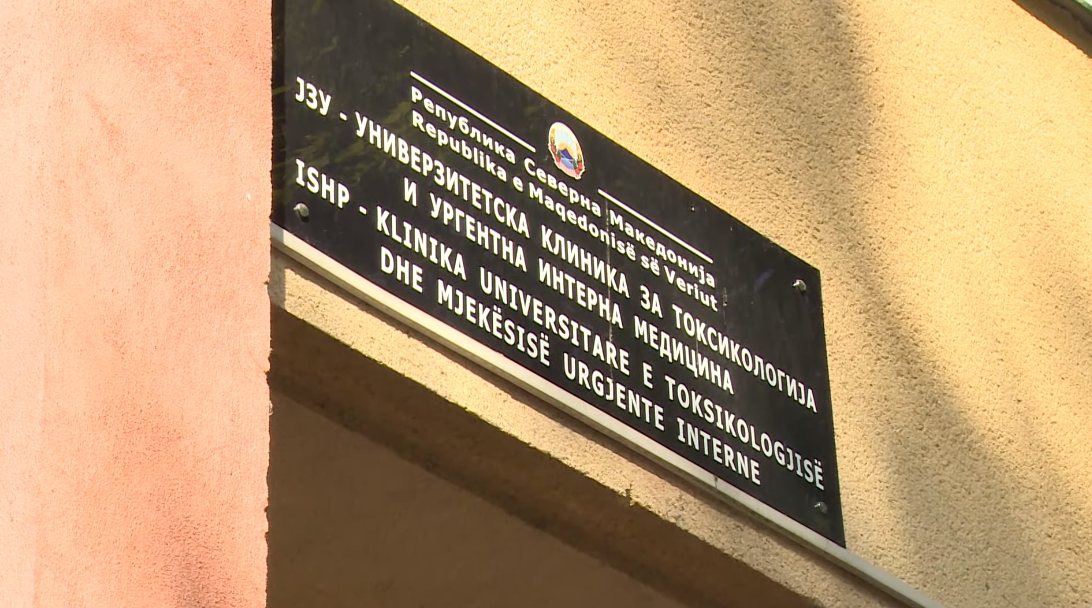 Република Северна Македонија
Republika e Maqedonisë së Veriut
ЈЗУ - УНИВЕРЗИТЕТСКА КЛИНИКА ЗА ТОКСИКОЛОГИЈА
И УРГЕНТНА ИНТЕРНА МЕДИЦИНА
ISHP - KLINIKA UNIVERSITARE E TOKSIKOLOGJISË
DHE MJEKËSISË URGJENTE INTERNE